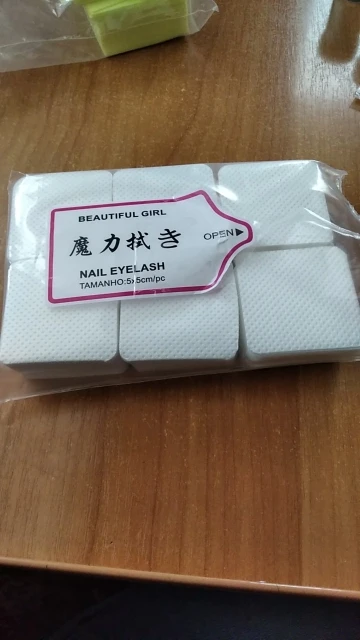 BEAUTIFUL GIRL
魔力拭き
OPEN▶
NAIL EYELASH
TAMANHO:5x5cm/pc